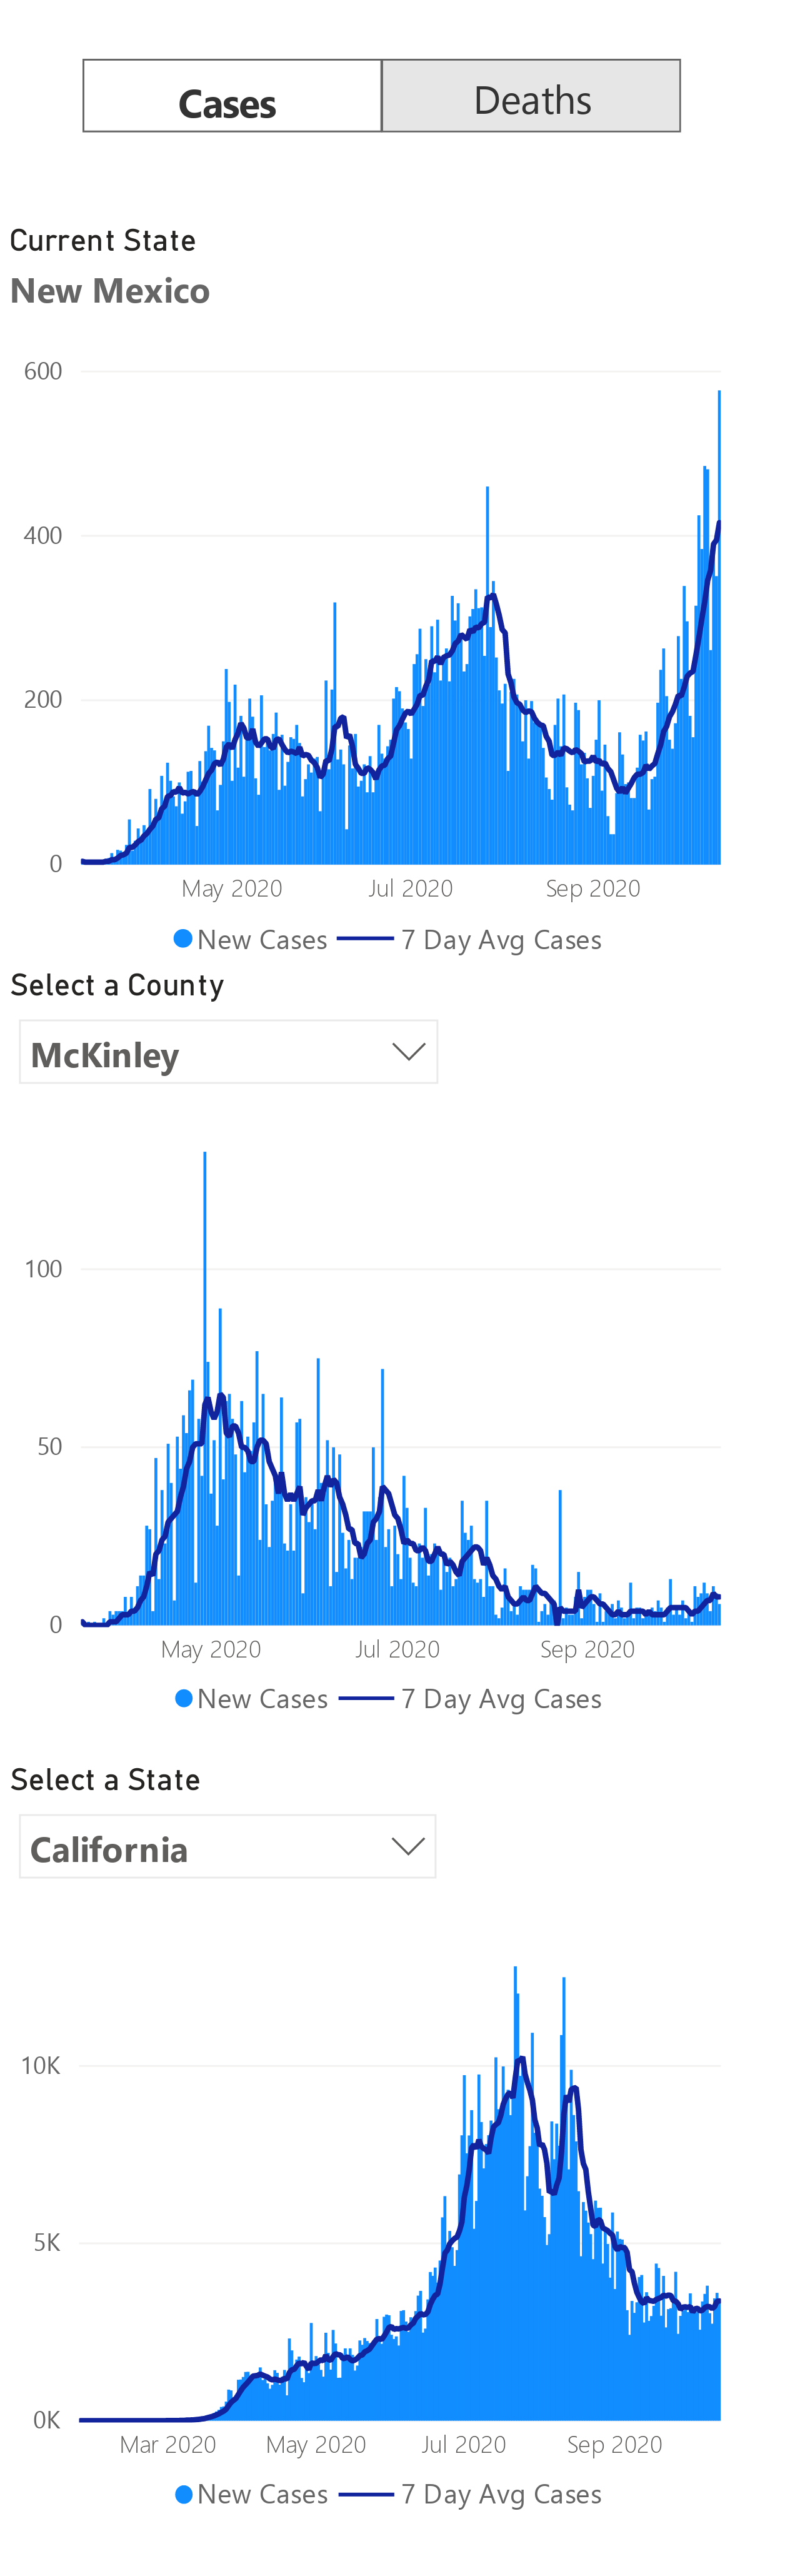 Cases Deaths
Current State
New Mexico
600
400
200
0
May 2020 Jul 2020 Sep 2020
New Cases 7 Day Avg Cases
Select a County
McKinley
100
50
0
May 2020 Jul 2020 Sep 2020
New Cases 7 Day Avg Cases
Select a State
California
10K
5K
0K
Mar 2020 May 2020 Jul 2020 Sep 2020
New Cases 7 Day Avg Cases